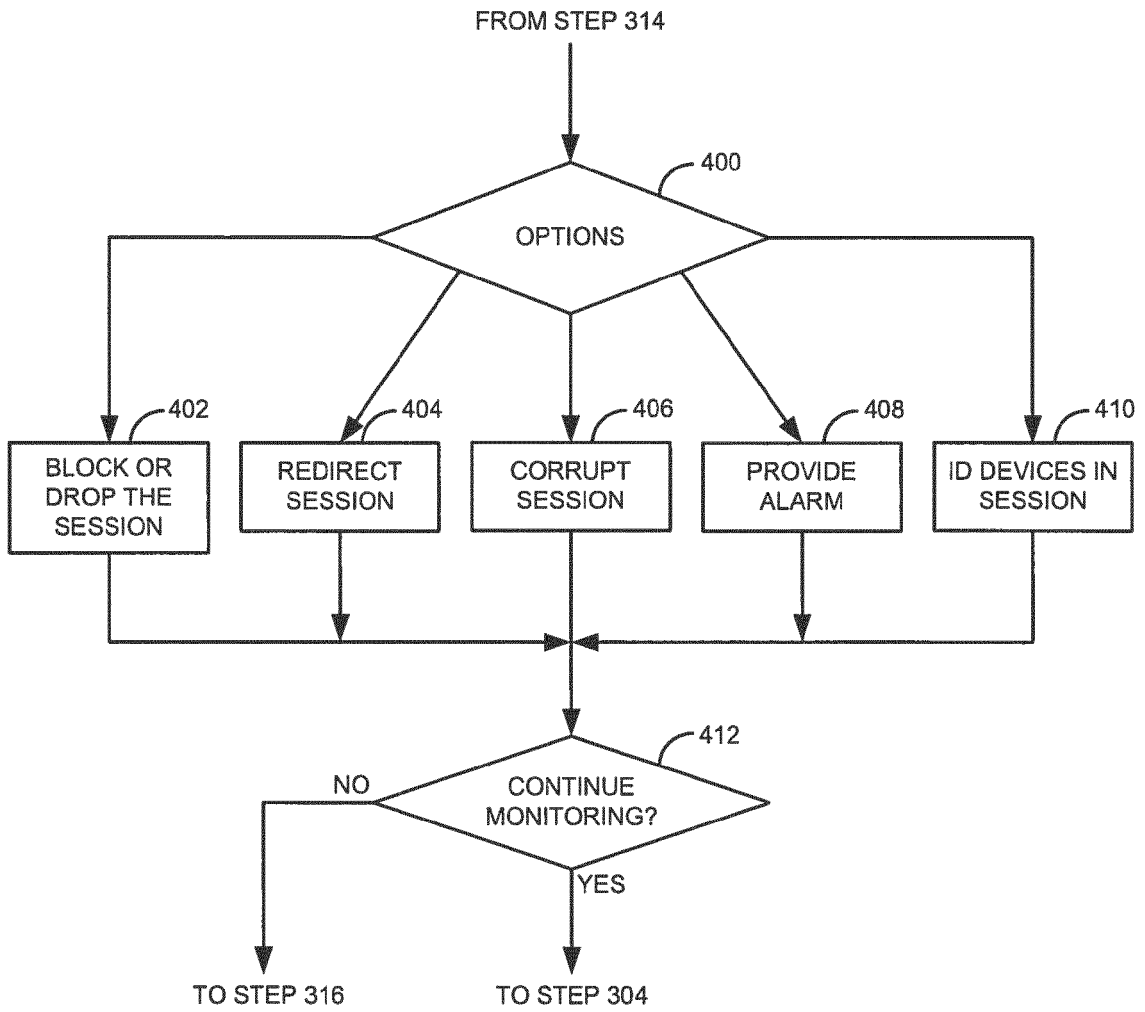 FROM STEP 314
400
OPTIONS
402
404
406
408
410
BLOCK OR
DROP THE
SESSION
REDIRECT
SESSION
CORRUPT
SESSION
PROVIDE
ALARM
ID DEVICES IN
SESSION
412
NO
CONTINUE
MONITORING?
YES
TO STEP 316
TO STEP 304